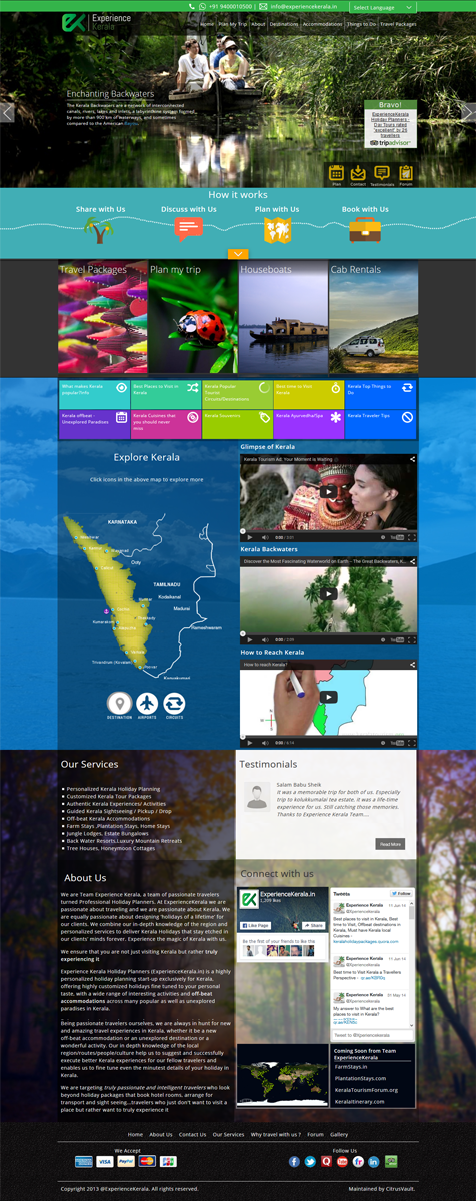 +91 9400010500 | info@experiencekerala.in
Select Language
Experience
Kerala
Home Plan My Trip About Destinations Accommodations Things to Do Travel Packages
Enchanting Backwaters
The Kerala Backwaters are a network of interconnected
canals, rivers, lakes and inlets, a labyrinthine system formed
by more than 900 km of waterways, and sometimes
compared to the American
Bravo!
ExperienceKerala
Holiday Planners -
Day Tours rated
"excellent" by 25
travellers
tripadvisor
Plan Contact Testimonials Forum
How it works
Share with Us Discuss with Us Plan with Us Book with Us
Travel Packages Plan my trip Houseboats Cab Rentals
What makes Kerala
popular?Info
Best Places to Visit in
Kerala
Kerala Popular
Tourist
Circuits/Destinations
Best time to Visit
Kerala
Kerala Top Things to
Do
Kerala offbeat -
Unexplored Paradises
Kerala Cuisines that
you should never
miss
Kerala Souvenirs
Kerala Ayurvedha/Spa
Kerala Traveler Tips
Explore Kerala
Click icons in the above map to explore more
KARNATAKA
Ooty
TAMILNADU
Kodaikanal
Madurai
Rameshwaram
Kanyakumari
DESTINATION AIRPORTS CIRCUITS
Glimpse of Kerala
Kerala Tourism Ad, Your Moment is Waiting
Kerala Backwaters
Discover the Most Fascinating Waterworld on Earth - The Great Backwaters, K...
How to Reach Kerala
How to reach Kerala?
Our Services
Personalized Kerala Holiday Planning
Customized Kerala Tour Packages
Authentic Kerala Experiences/ Activities
Guided Kerala Sightseeing / Pickup / Drop
Off-beat Kerala Accommodations
Farm Stays ,Plantation Stays, Home Stays
Jungle Lodges, Estate Bungalows
Back Water Resorts,Luxury Mountain Retreats
Tree Houses, Honeymoon Cottages
Testimonials
Salam Babu Sheik
It was a memorable trip for both of us. Especially
trip to kolukkumalai tea estate. It was a life-time
experience for us. Still catching those memories.
Thanks to Experience Kerala Team....
Read More
About Us
We are Team Experience Kerala, a team of passionate travelers
turned Professional Holiday Planners. At ExperienceKerala we are
passionate about traveling and we are passionate about Kerala. We
are equally passionate about designing 'holidays of a lifetime' for
our clients. We combine our in-depth knowledge of the region and
personalized services to deliver Kerala Holidays that stay etched in
our clients' minds forever. Experience the magic of Kerala with us.
We ensure that you are not just visiting Kerala but rather truly
experiencing it
Experience Kerala Holiday Planners (ExperienceKerala.in) is a highly
personalized holiday planning start-up exclusively for Kerala,
offering highly customized holidays fine tuned to your personal
taste, with a wide range of interesting activities and off-beat
accommodations across many popular as well as unexplored
paradises in Kerala.
Being passionate travelers ourselves, we are always in hunt for new
and amazing travel experiences in Kerala, whether it be a new
off-beat accommodation or an unexplored destination or a
wonderful activity. Our in depth knowledge of the local
region/routes/people/culture help us to suggest and successfully
execute better Kerala experiences for our fellow travelers and
enables us to fine tune even the minutest details of your holiday in
Kerala.
We are targeting truly passionate and intelligent travelers who look
beyond holiday packages that book hotel rooms, arrange for
transport and sight seeing...travelers who just don't want to visit a
place but rather want to truly experience it
Connect with us
ExperienceKerala.in
Like Page
Share
Be the first of your friends to like this
Tweets
Follow
Experience Kerala 11 Jun 14
@ExperienceKerala
Best places to visit in Kerala, Best
time to Visit, Offbeat Destinations in
Kerala, Must have Kerala local
Cuisines -
keralaholidaypackages.quora.com
Experience Kerala 11 Jun 14
@ExperienceKerala
Best time to Visit Kerala a Travellers
Perspective -
Experience Kerala 31 May 14
@ExperienceKerala
My answer to What are the best
places to visit in Kerala?
Tweet to @ExperienceKerala
Coming Soon from Team
ExperienceKerala
FarmStays.in
PlantationStays.com
KeralaTourismForum.org
KeralaItinerary.com
Home About Us Contact Us Our Services Why travel with us ? Forum Gallery
We Accept
VISA PayPal JCB
Follow Us
Copyright 2013 @ExperienceKerala. All rights reserved.
Maintained by CitrusVault.